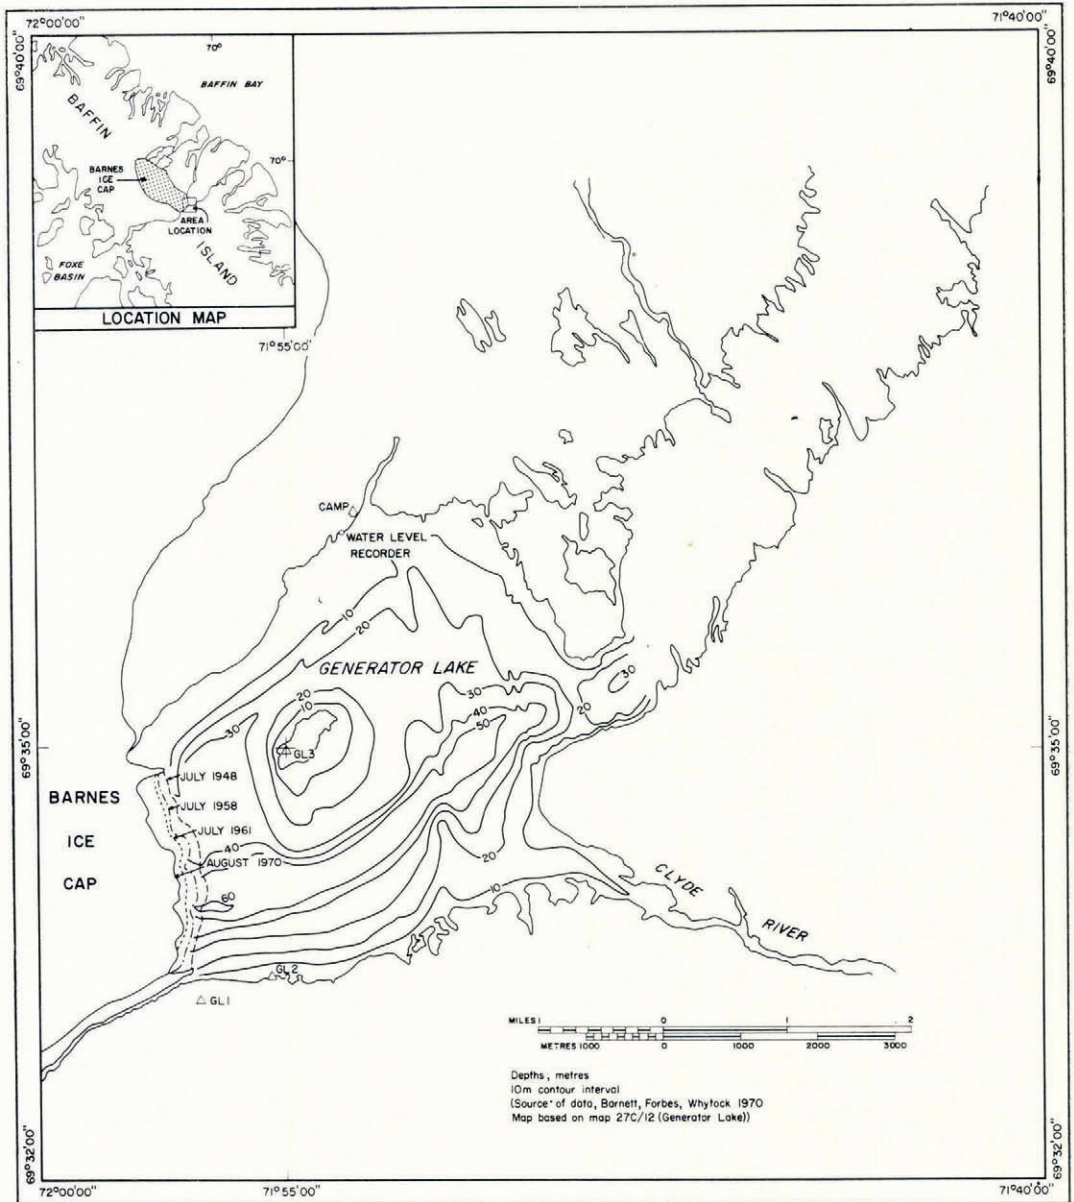 72°00'00"
71°40'00"
69°40'00"
69°40'00"
70°
BAFFIN BAY
BAFFIN
70°
BARNES
ICE
CAP
AREA
LOCATION
ISLAND
FOXE
BASIN
LOCATION MAP
71°55'00"
CAMP
WATER LEVEL
RECORDER
10
20
GENERATOR LAKE
30
20
10
30
40
50
30
20
GL3
69°35'00"
69°35'00"
BARNES
ICE
CAP
JULY 1948
JULY 1958
JULY 1961
40
AUGUST 1970
60
20
10
CLYDE
RIVER
GL2
GL1
MILES 1 0 1 2
METRES 1000 0 1000 2000 3000
Depths, metres
10m contour interval
(Source of data, Barnett, Forbes, Whytock 1970
Map based on map 27C/12 (Generator Lake))
69°32'00"
69°32'00"
72°00'00"
71°55'00"
71°40'00"